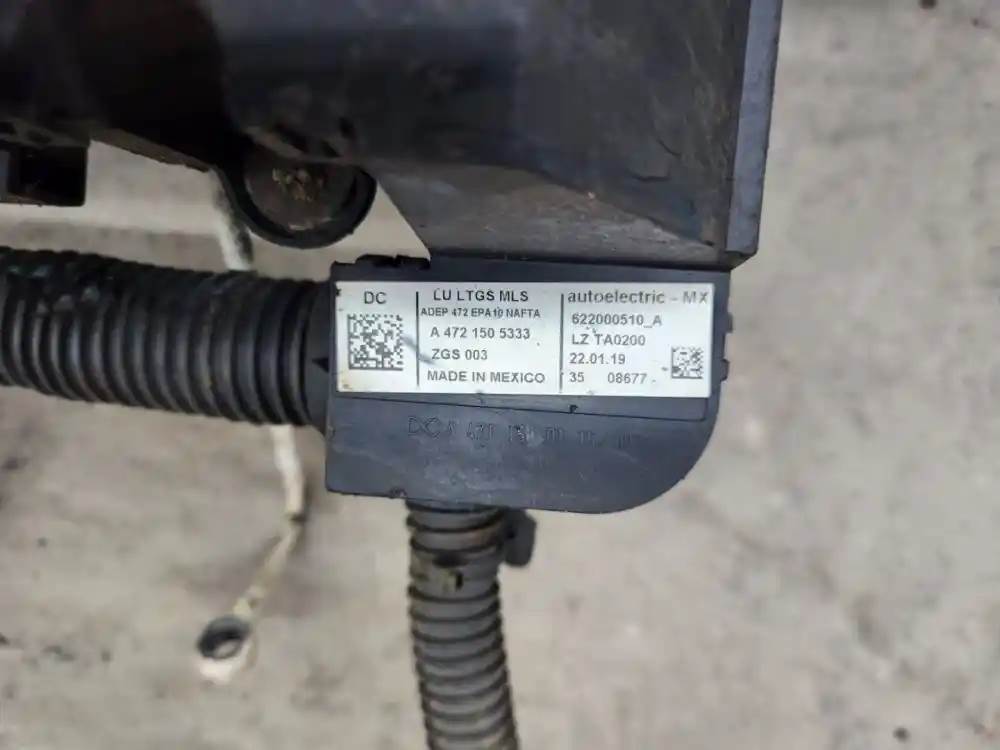 DC
LU LTGS MLS
ADEP 472 EPA10 NAFTA
A 472 150 5333
ZGS 003
MADE IN MEXICO
autoelectric - MX
622000510_A
LZ TA0200
22.01.19
35 08677